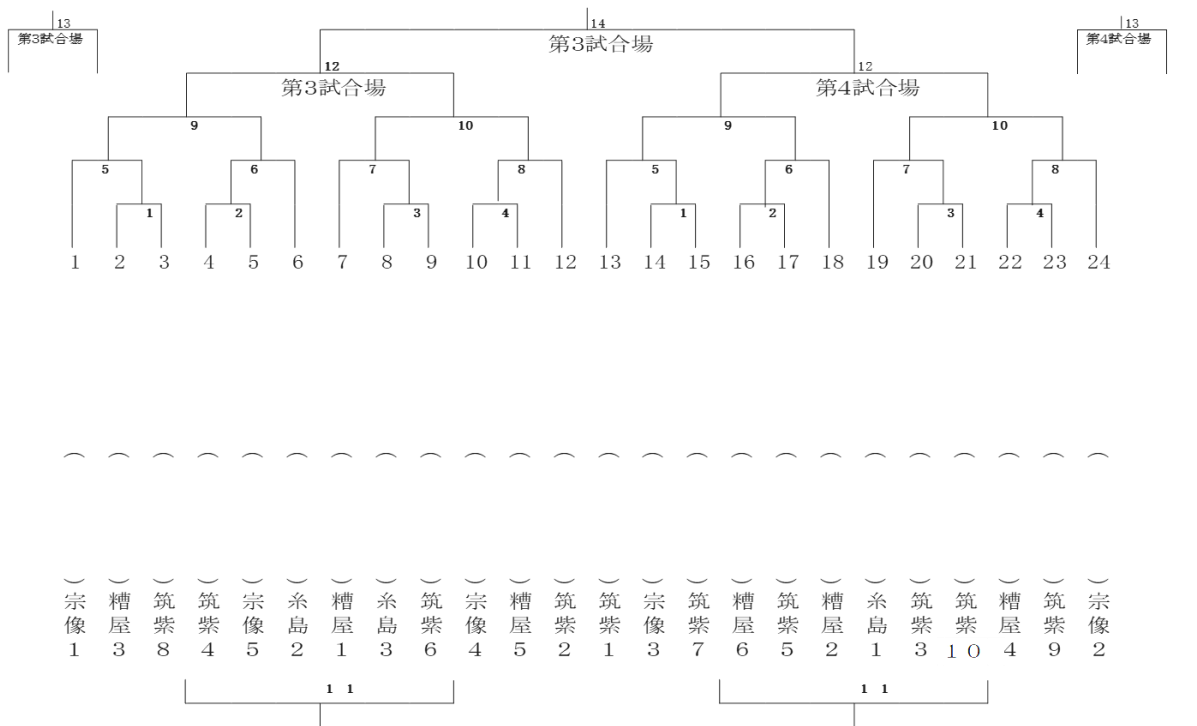 13 14 13
第3試合場 第3試合場 第4試合場
12 12
第3試合場 第4試合場
9 10 9 10
5 6 7 8 5 6 7 8
1 2 3 4 1 2 3 4
1 2 3 4 5 6 7 8 9 10 11 12 13 14 15 16 17 18 19 20 21 22 23 24
( )宗像1
( )糟屋3
( )筑紫8
( )筑紫4
( )宗像5
( )糸島2
( )糟屋1
( )糸島3
( )筑紫6
( )宗像4
( )糟屋5
( )筑紫2
( )筑紫1
( )宗像3
( )筑紫7
( )糟屋6
( )筑紫5
( )糟屋2
( )糸島1
( )筑紫3
( )筑紫10
( )糟屋4
( )筑紫9
( )宗像2
11 11